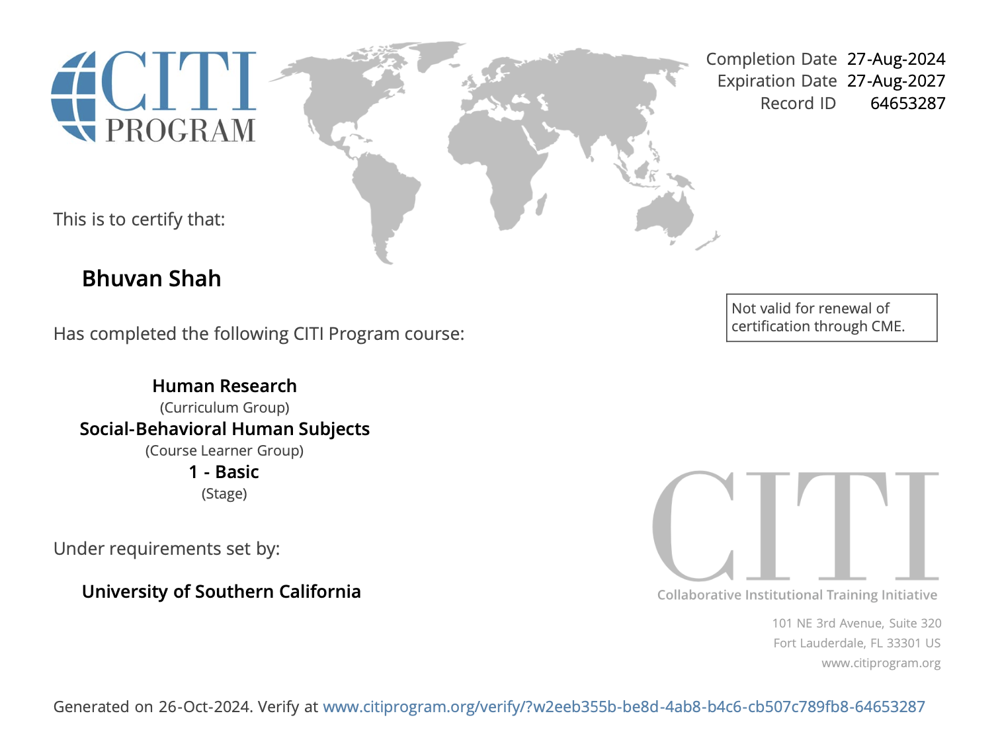 CITI
PROGRAM
Completion Date 27-Aug-2024
Expiration Date 27-Aug-2027
Record ID 64653287
This is to certify that:
Bhuvan Shah
Has completed the following CITI Program course:
Not valid for renewal of
certification through CME.
Human Research
(Curriculum Group)
Social-Behavioral Human Subjects
(Course Learner Group)
1 - Basic
(Stage)
Under requirements set by:
University of Southern California
CITI
Collaborative Institutional Training Initiative
101 NE 3rd Avenue, Suite 320
Fort Lauderdale, FL 33301 US
www.citiprogram.org
Generated on 26-Oct-2024. Verify at www.citiprogram.org/verify/?w2eeb355b-be8d-4ab8-b4c6-cb507c789fb8-64653287